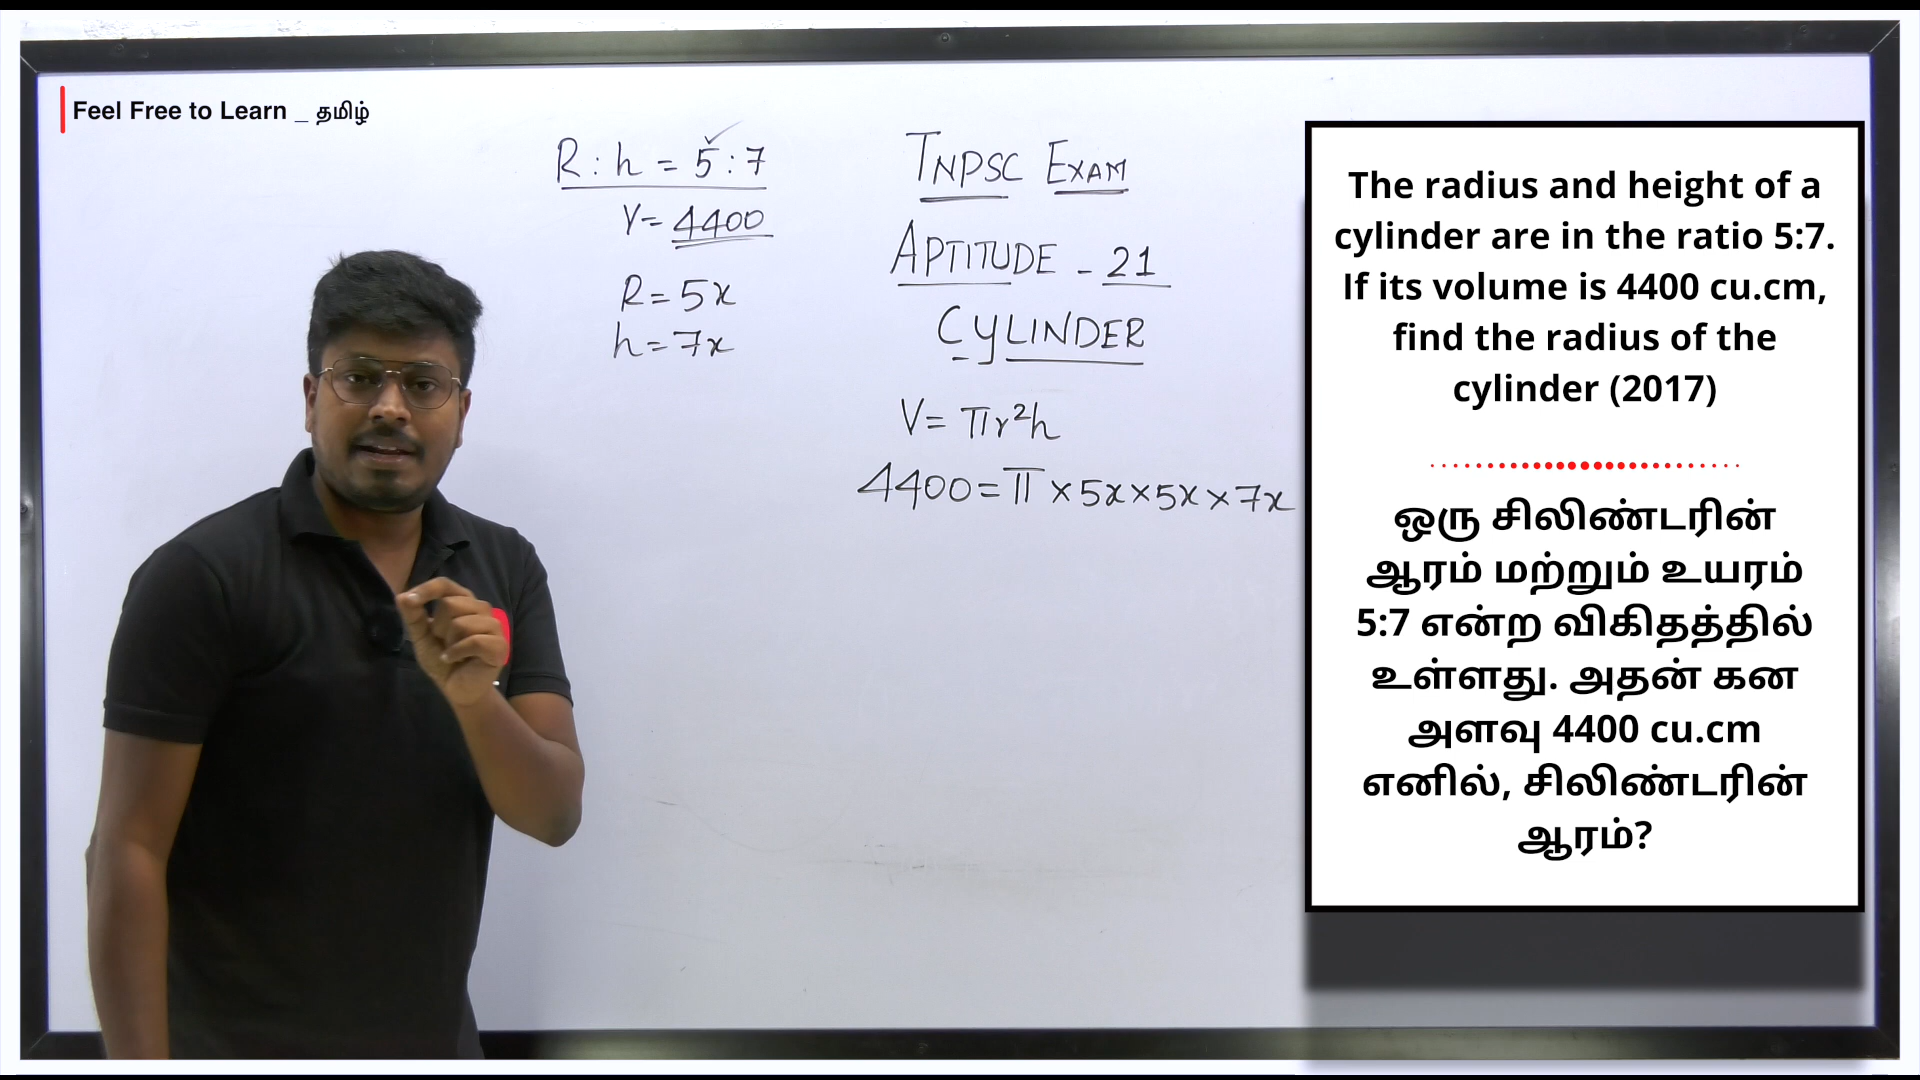 Feel Free to Learn _ தமிழ்
R : h = 5 : 7
V = 4400
R = 5x
h = 7x
TNPSC EXAM
APTITUDE - 21
CYLINDER
V = πr²h
4400 = π × 5x × 5x × 7x
The radius and height of a
cylinder are in the ratio 5:7.
If its volume is 4400 cu.cm,
find the radius of the
cylinder (2017)
ஒரு சிலிண்டரின்
ஆரம் மற்றும் உயரம்
5:7 என்ற விகிதத்தில்
உள்ளது. அதன் கன
அளவு 4400 cu.cm
எனில், சிலிண்டரின்
ஆரம்?